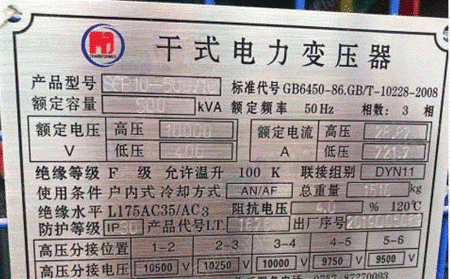 干式电力变压器
产品型号 标准代号 GB6450-86.GB/T-10228-2008
额定容量 500 kVA 额定频率 50Hz 相数: 3 相
额定电压 V 高压 10000 额定电流 A 高压
低压 400 低压
绝缘等级 F 级 允许温升 100 K 联接组别 DYN11
使用条件 户内式 冷却方式 AN/AF 总重量 kg
绝缘水平 L175AC35/AC3 阻抗电压 4.0 % 120℃
防护等级 产品代号 1.T. 出厂序号
高压分接位置 1-2 2-3 3-4 4-5 5-6
高压分接电压 10500 V 10250 V 10000 V 9750 V 9500 V